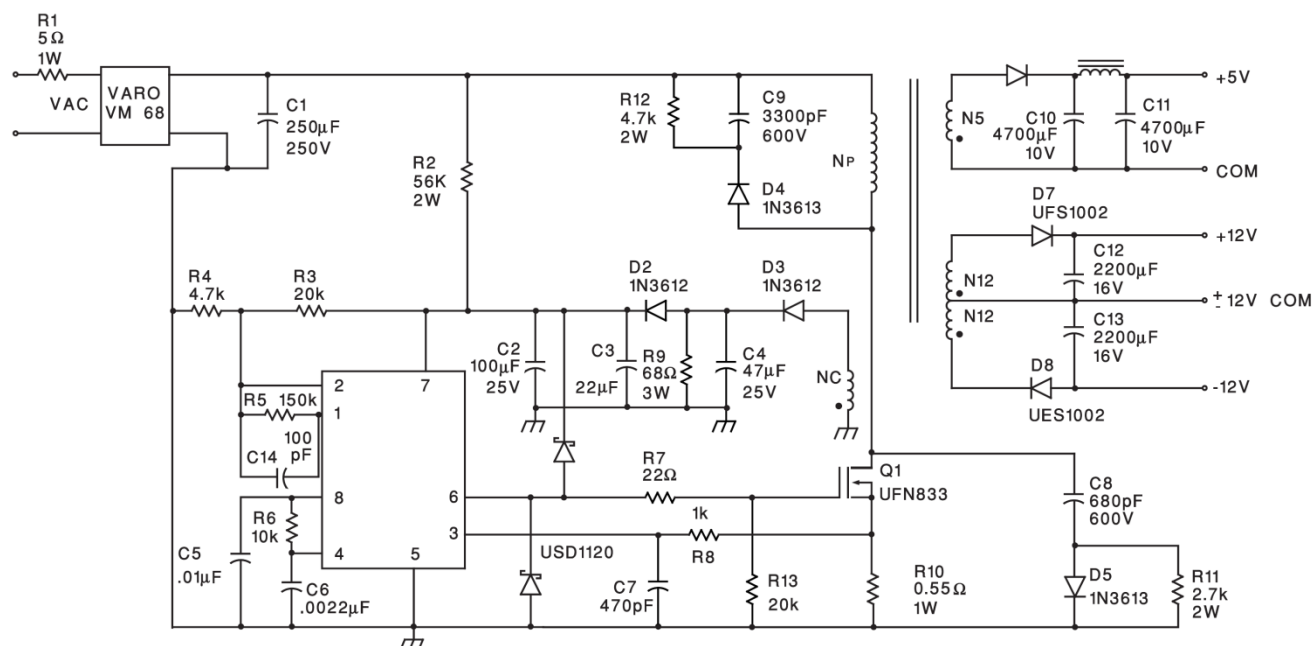 R1
5Ω
1W
VAC
VARO
VM 68
C1
250µF
250V
R2
56K
2W
R12
4.7k
2W
C9
3300pF
600V
D4
1N3613
NP
N5
C10
4700µF
10V
C11
4700µF
10V
+5V
COM
D7
UFS1002
+12V
C12
2200µF
16V
N12
N12
± 12V COM
C13
2200µF
16V
D8
UES1002
-12V
R4
4.7k
R3
20k
D2
1N3612
D3
1N3612
C2
100µF
25V
C3
22µF
R9
68Ω
3W
C4
47µF
25V
NC
2
7
R5 150k
1
100
pF
C14
8
R6
10k
4
5
6
3
C5
.01µF
C6
.0022µF
USD1120
R7
22Ω
1k
R8
C7
470pF
R13
20k
Q1
UFN833
R10
0.55Ω
1W
C8
680pF
600V
D5
1N3613
R11
2.7k
2W